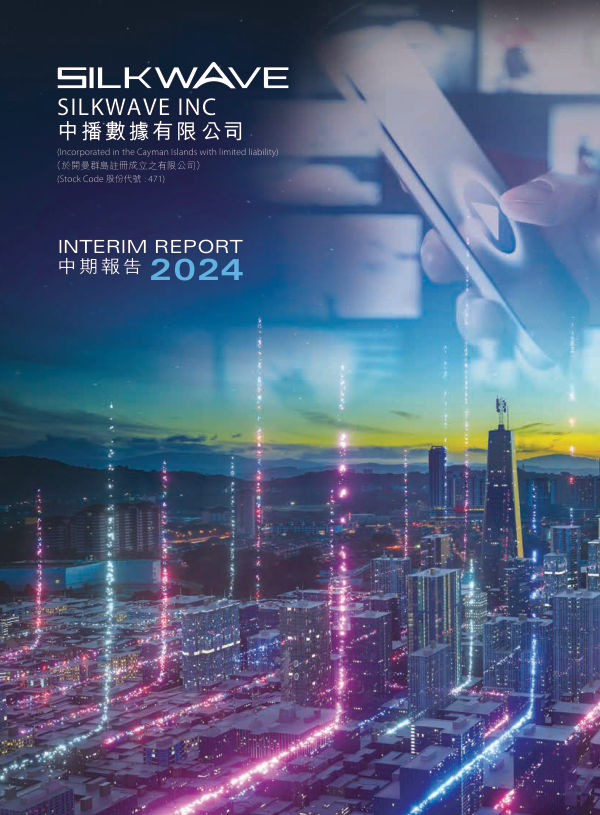 SILKWAVE
SILKWAVE INC
中播數據有限公司
(Incorporated in the Cayman Islands with limited liability)
（於開曼群島註冊成立之有限公司）
(Stock Code 股份代號 : 471)
INTERIM REPORT
中期報告 2024